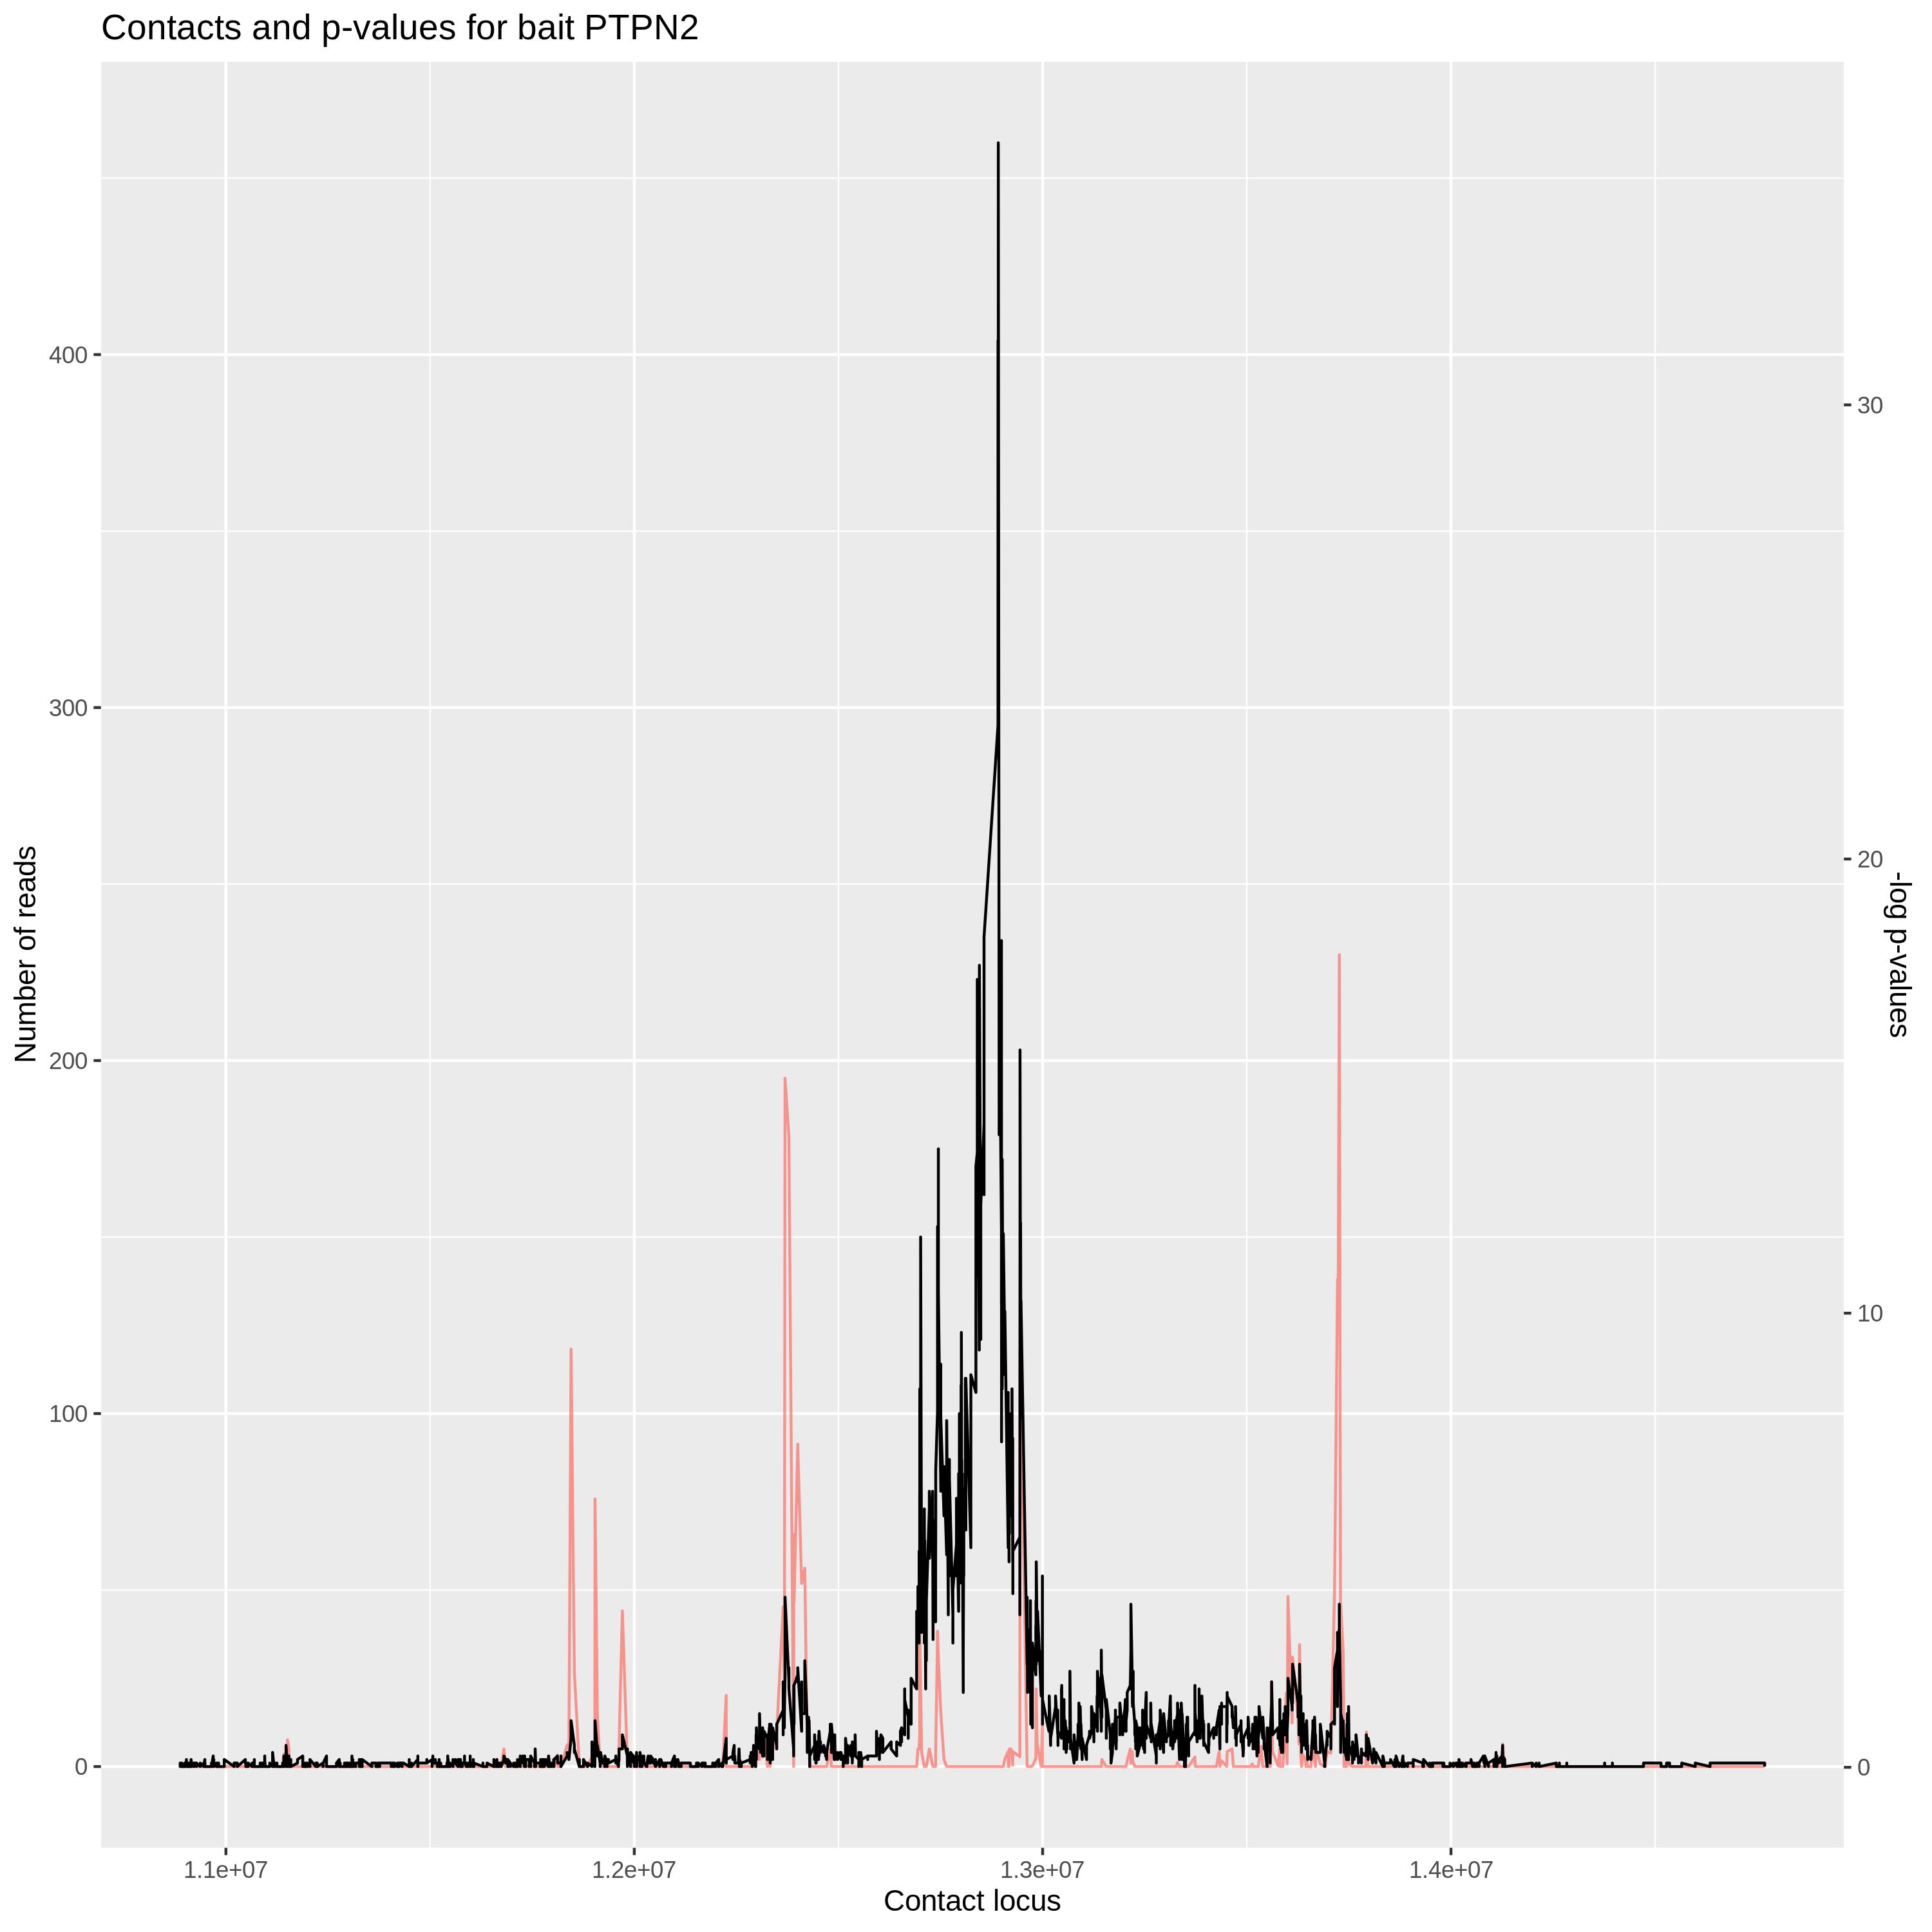 Contacts and p-values for bait PTPN2
400
300
200
100
0
Number of reads
30
20
10
0
-log p-values
1.1e+07
1.2e+07
1.3e+07
1.4e+07
Contact locus